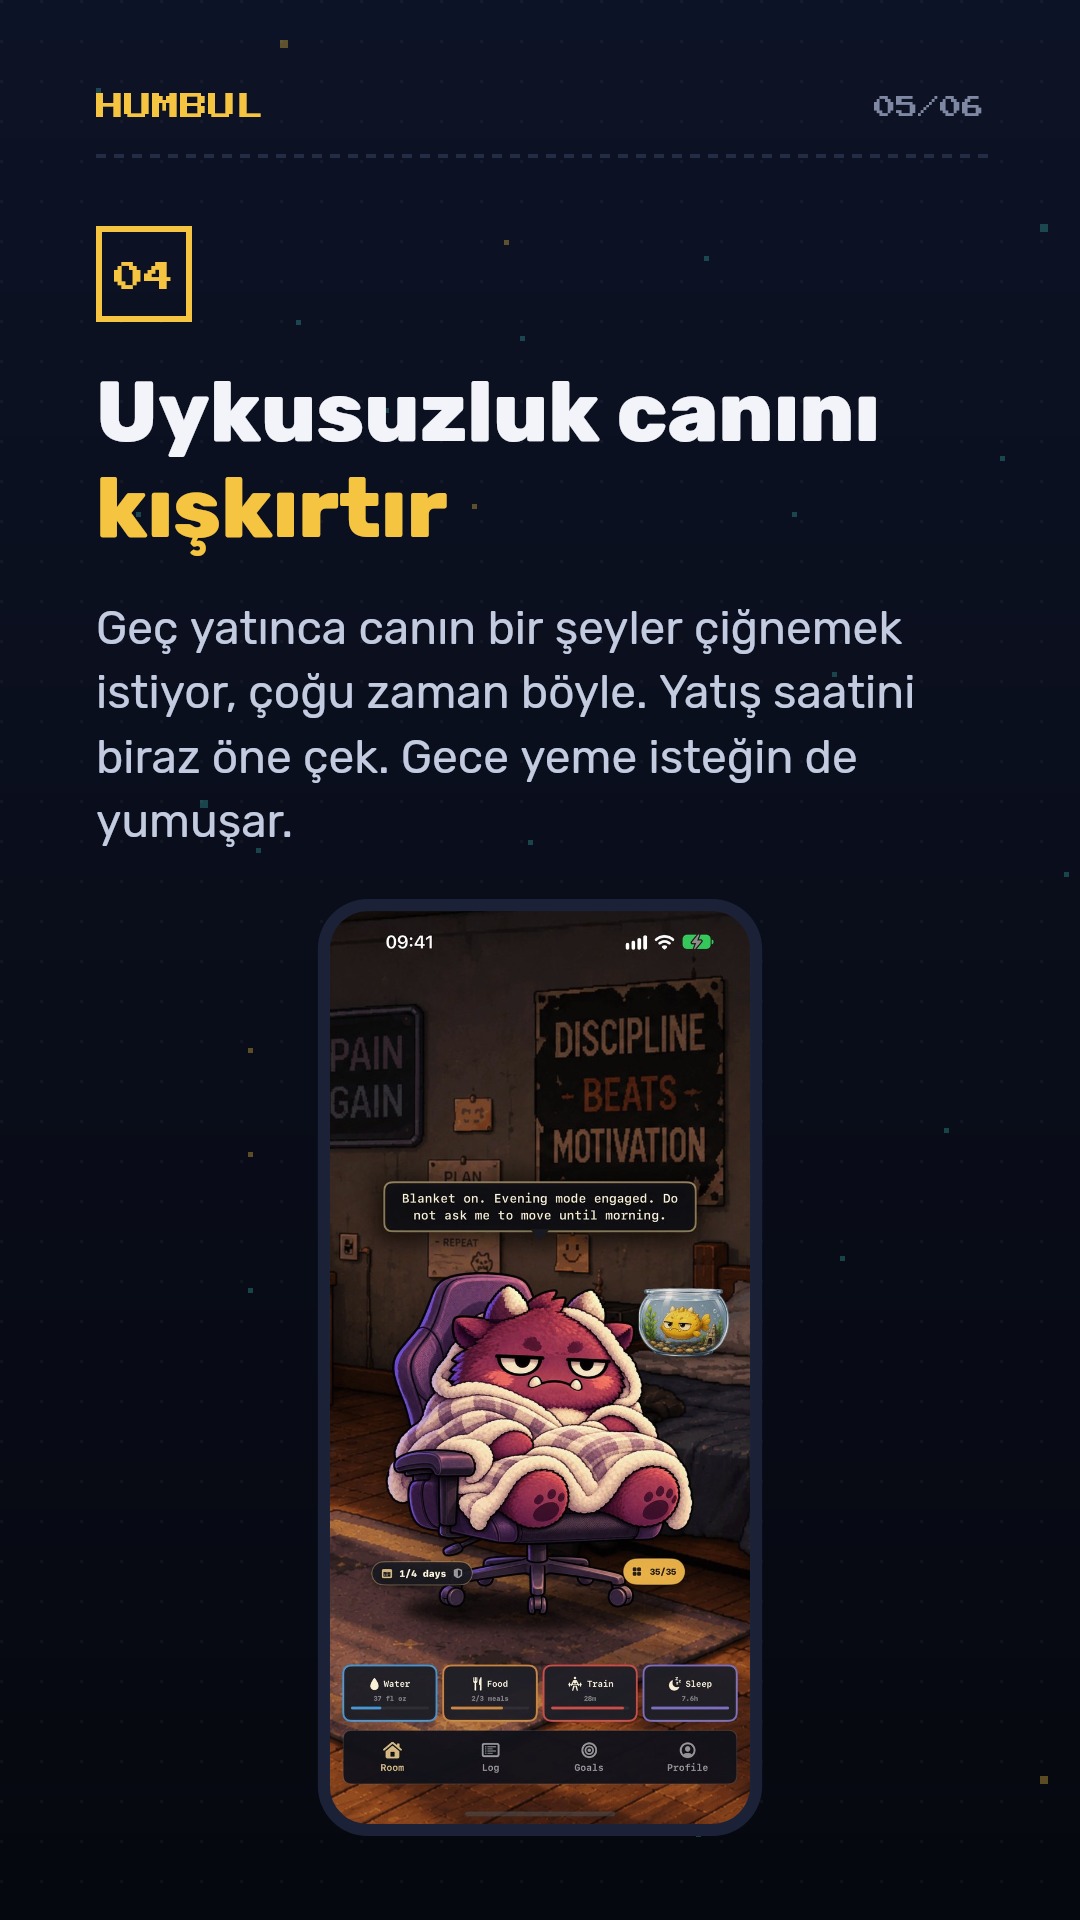 HUMBUL
05/06
04
Uykusuzluk canını
kışkırtır
Geç yatınca canın bir şeyler çiğnemek
istiyor, çoğu zaman böyle. Yatış saatini
biraz öne çek. Gece yeme isteğin de
yumuşar.
09:41
PAIN
GAIN
DISCIPLINE
- BEATS -
MOTIVATION
PLAN
Blanket on. Evening mode engaged. Do
not ask me to move until morning.
- REPEAT
1/4 days
35/35
Water
37 fl oz
Food
2/3 meals
Train
28m
Sleep
7.6h
Room
Log
Goals
Profile